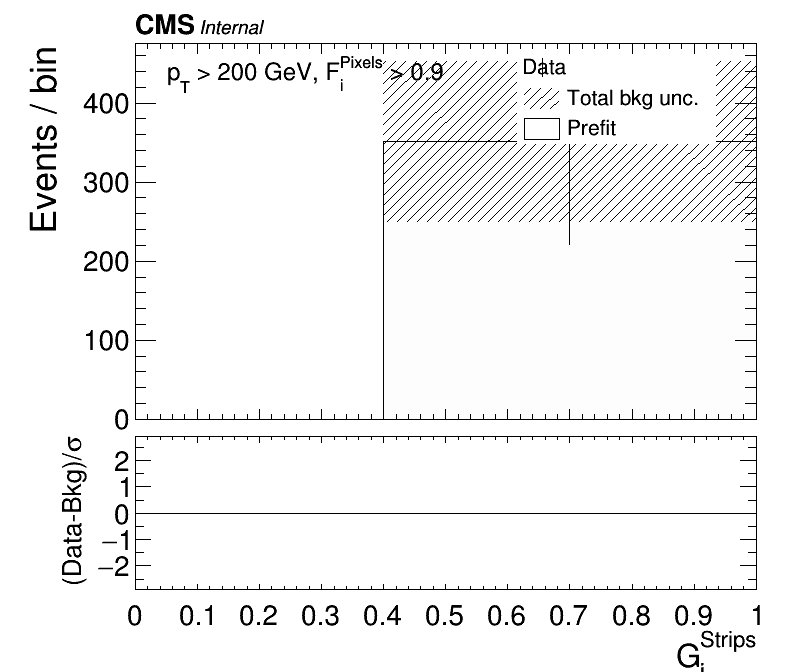 CMS Internal
p_T > 200 GeV, F_i^Pixels > 0.9
Data
Total bkg unc.
Prefit
Events / bin
400
300
200
100
0
(Data-Bkg)/σ
2
1
0
−1
−2
0 0.1 0.2 0.3 0.4 0.5 0.6 0.7 0.8 0.9 1
G_i^Strips